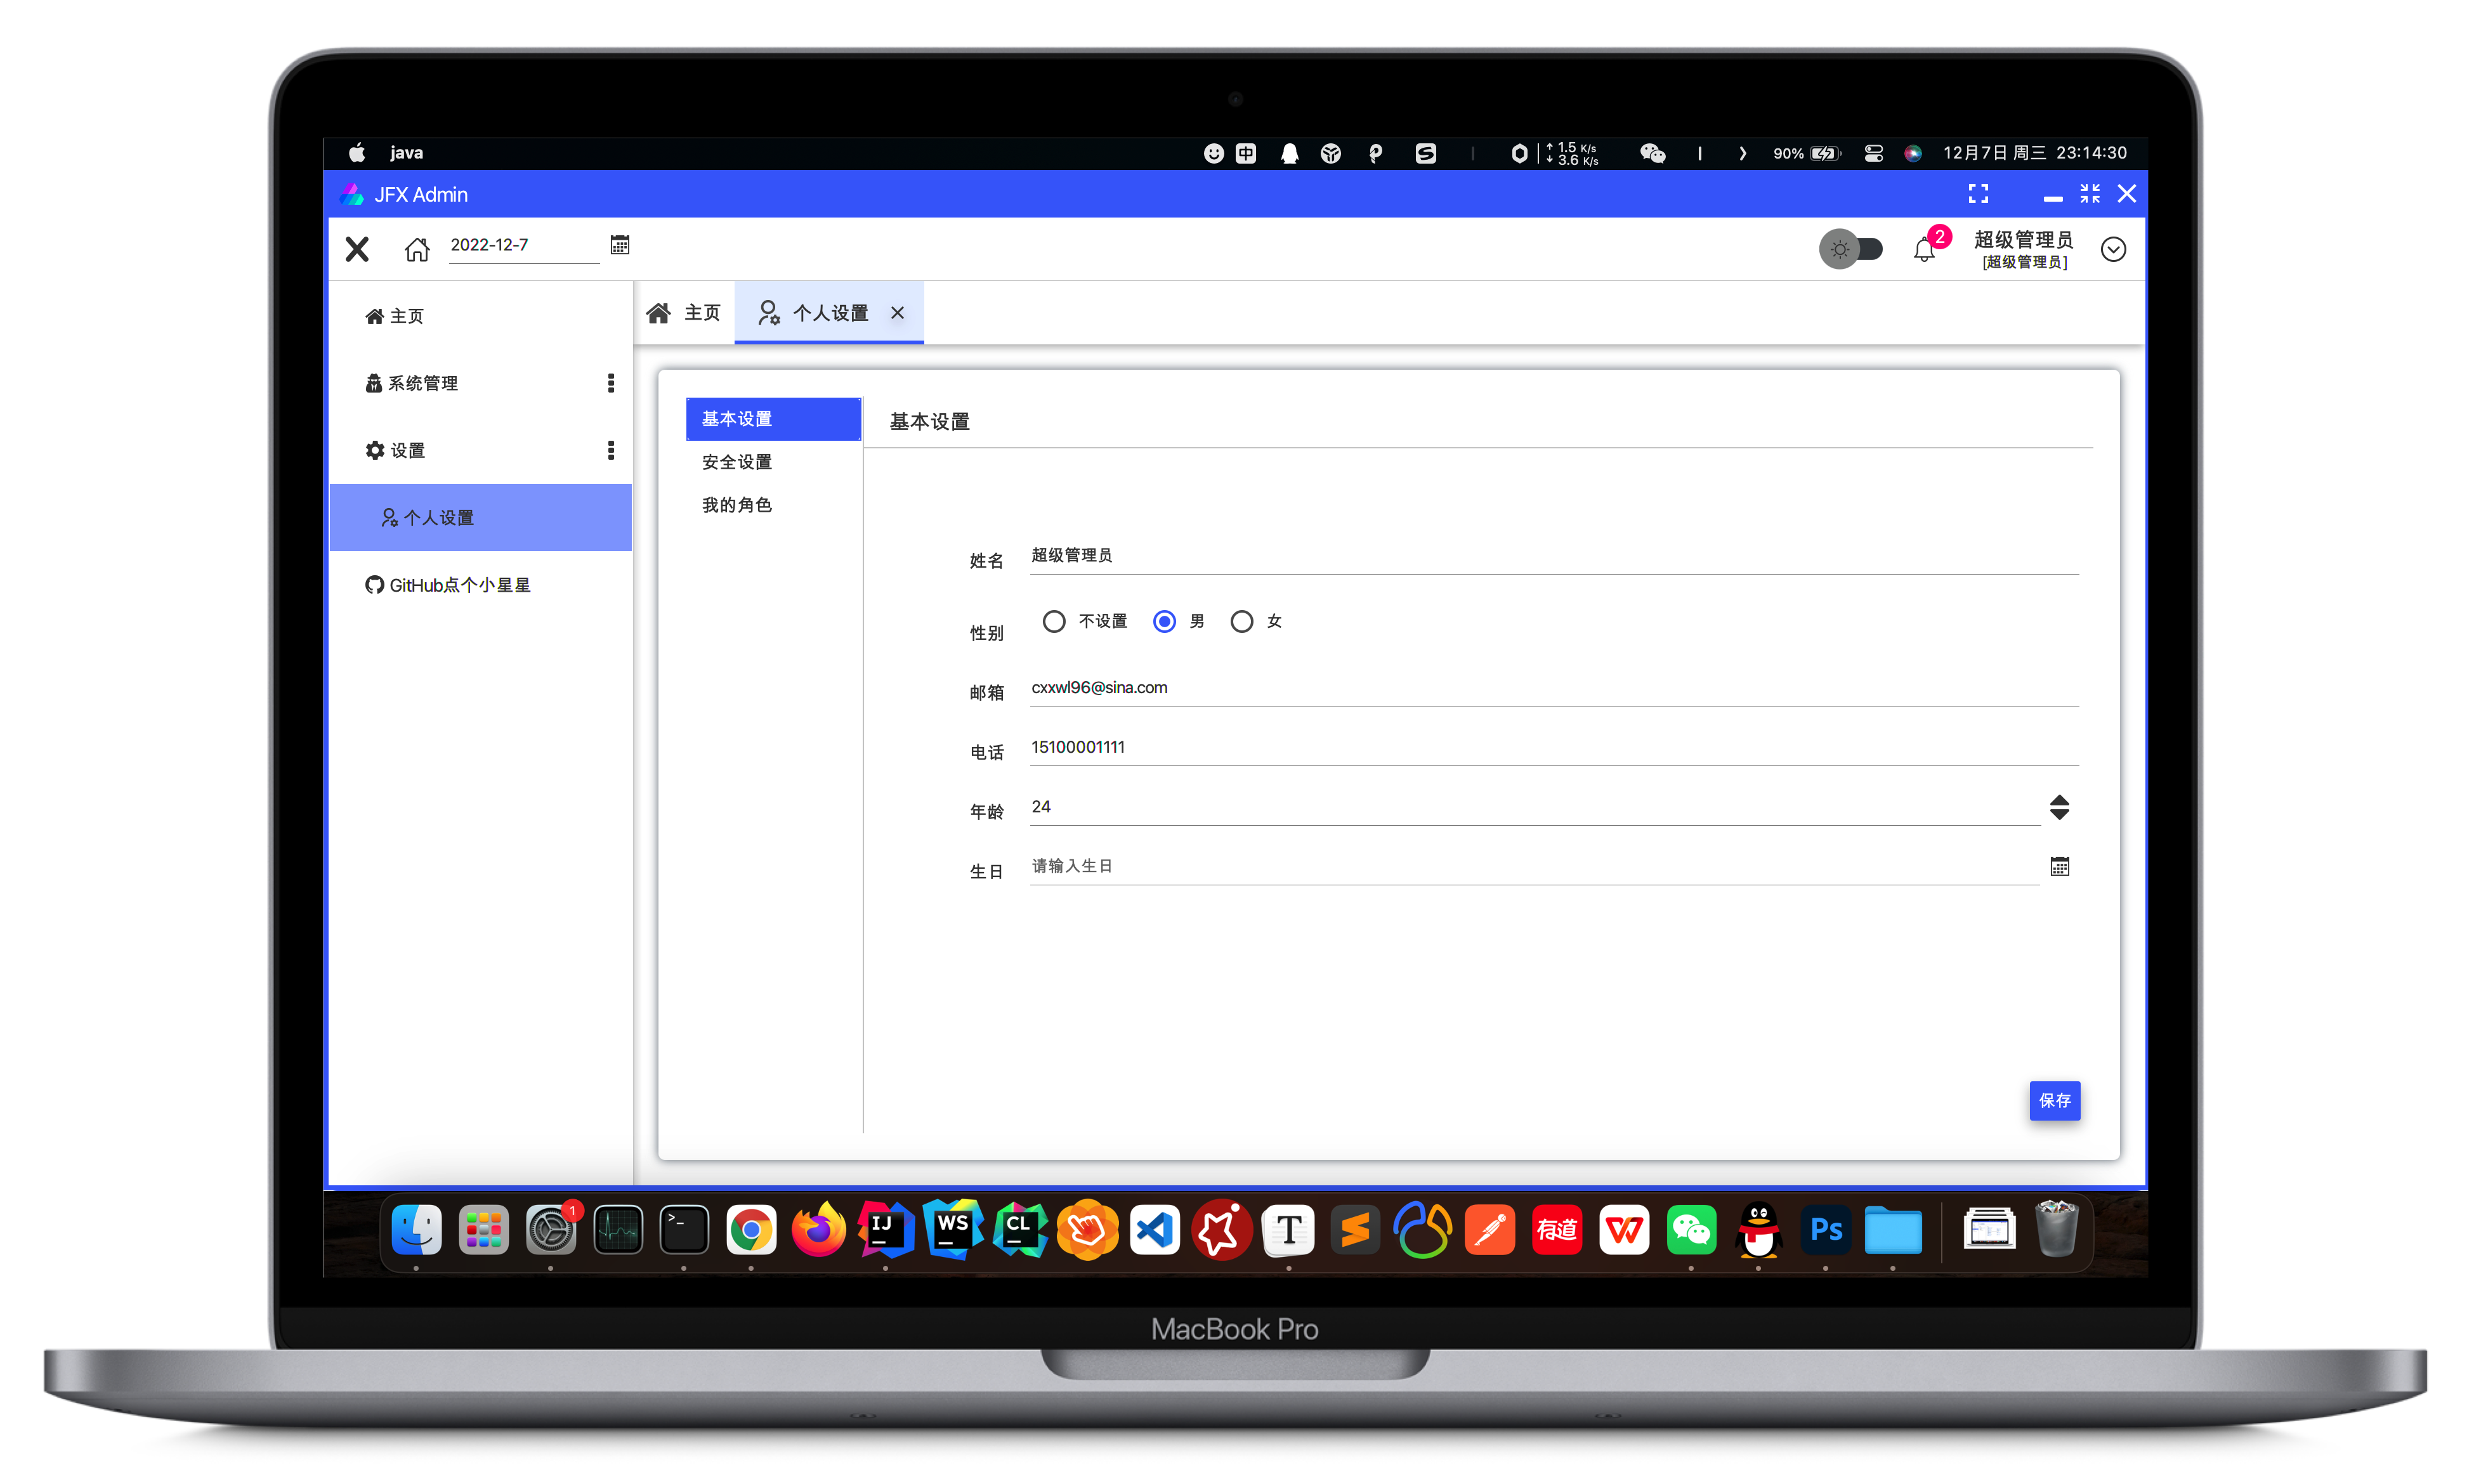 java
中
1.5 K/s
3.6 K/s
90%
12月7日 周三 23:14:30
JFX Admin
2022-12-7
2
超级管理员
[超级管理员]
主页
系统管理
设置
个人设置
GitHub点个小星星
主页
个人设置
基本设置
安全设置
我的角色
基本设置
姓名 超级管理员
性别 不设置 男 女
邮箱 cxxwl96@sina.com
电话 15100001111
年龄 24
生日 请输入生日
保存
1
IJ
WS
CL
T
有道
Ps
MacBook Pro